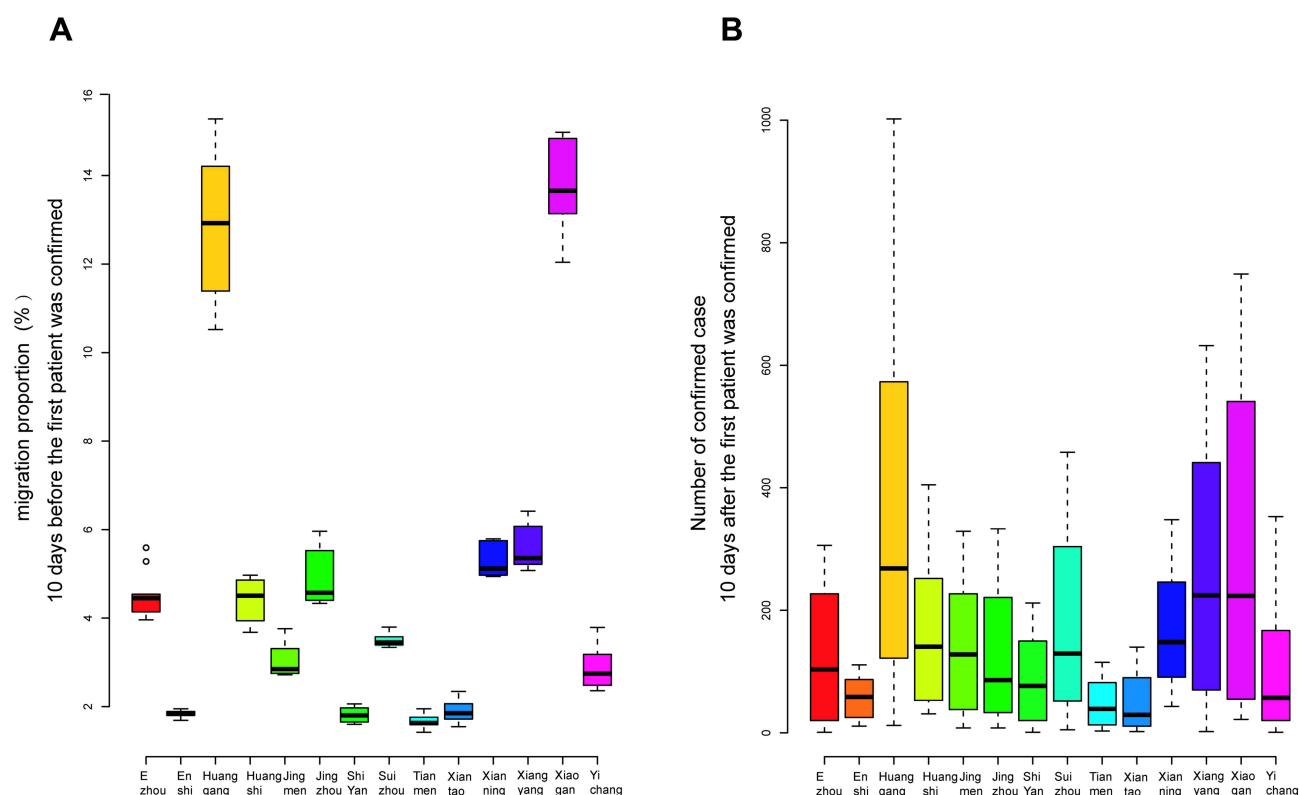 A
B
migration proportion (%)
10 days before the first patient was confirmed
16
14
12
10
8
6
4
2
E zhou
En shi
Huang gang
Huang shi
Jing men
Jing zhou
Shi Yan
Sui zhou
Tian men
Xian tao
Xian ning
Xiang yang
Xiao gan
Yi chang
Number of confirmed case
10 days after the first patient was confirmed
1000
800
600
400
200
0
E zhou
En shi
Huang gang
Huang shi
Jing men
Jing zhou
Shi Yan
Sui zhou
Tian men
Xian tao
Xian ning
Xiang yang
Xiao gan
Yi chang